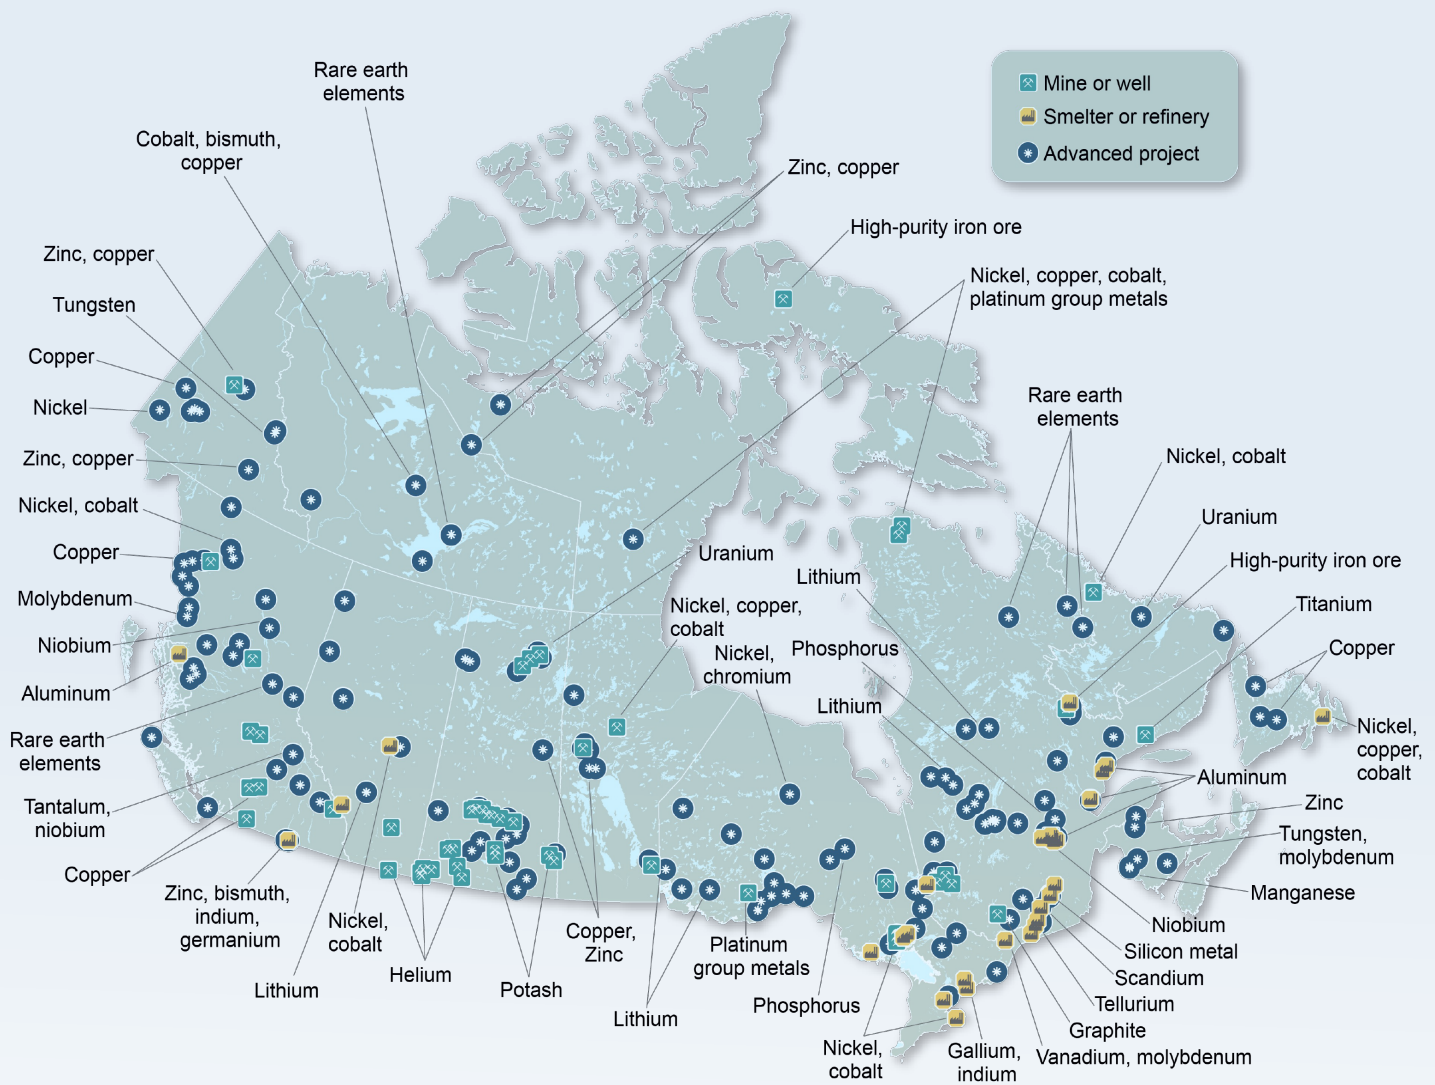 Rare earth
elements
Cobalt, bismuth,
copper
Zinc, copper
Mine or well
Smelter or refinery
Advanced project
High-purity iron ore
Zinc, copper
Nickel, copper, cobalt,
platinum group metals
Tungsten
Copper
Nickel
Rare earth
elements
Zinc, copper
Nickel, cobalt
Nickel, cobalt
Uranium
Copper
Uranium
High-purity iron ore
Lithium
Molybdenum
Nickel, copper,
cobalt
Titanium
Niobium
Nickel,
chromium
Phosphorus
Copper
Aluminum
Lithium
Rare earth
elements
Nickel,
copper,
cobalt
Aluminum
Tantalum,
niobium
Zinc
Tungsten,
molybdenum
Copper
Manganese
Zinc, bismuth,
indium,
germanium
Nickel,
cobalt
Copper,
Zinc
Platinum
group metals
Niobium
Silicon metal
Helium
Scandium
Lithium
Potash
Tellurium
Phosphorus
Lithium
Graphite
Nickel,
cobalt
Gallium,
indium
Vanadium, molybdenum